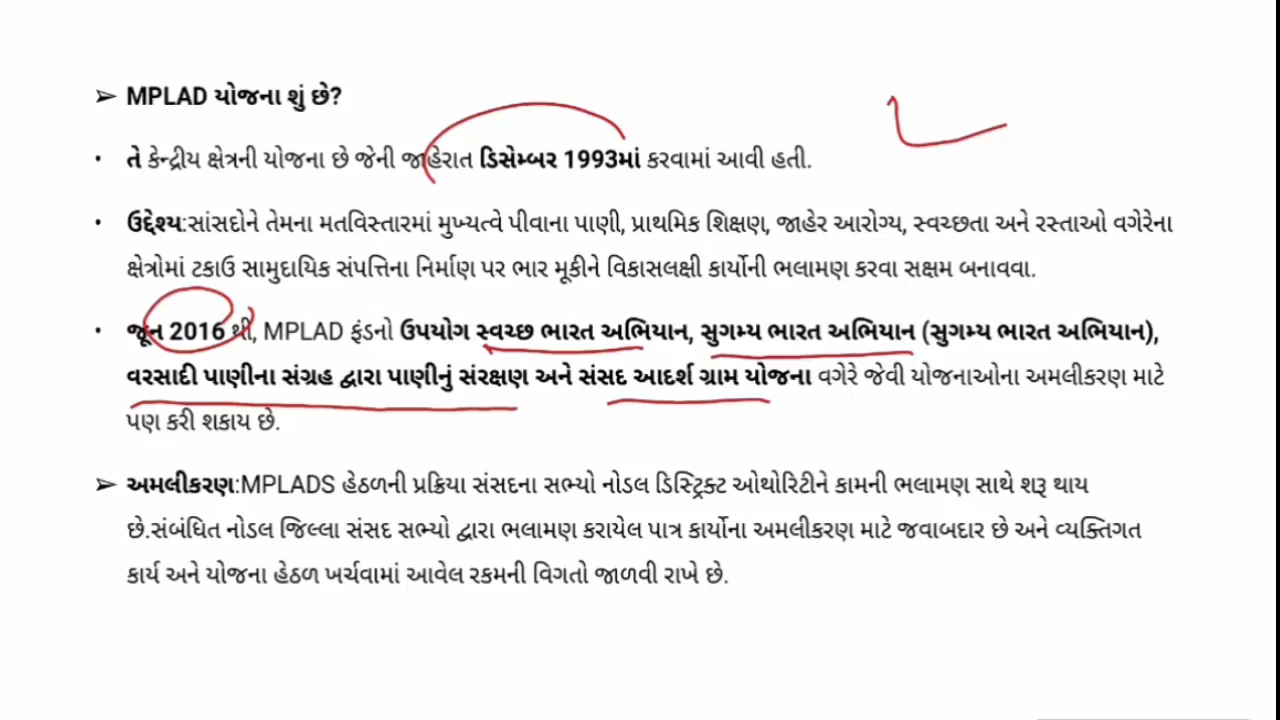 ➢ MPLAD યોજના શું છે?
• તે કેન્દ્રીય ક્ષેત્રની યોજના છે જેની જાહેરાત ડિસેમ્બર 1993માં કરવામાં આવી હતી.
• ઉદ્દેશ્ય:સાંસદોને તેમના મતવિસ્તારમાં મુખ્યત્વે પીવાના પાણી, પ્રાથમિક શિક્ષણ, જાહેર આરોગ્ય, સ્વચ્છતા અને રસ્તાઓ વગેરેના
ક્ષેત્રોમાં ટકાઉ સામુદાયિક સંપત્તિના નિર્માણ પર ભાર મૂકીને વિકાસલક્ષી કાર્યોની ભલામણ કરવા સક્ષમ બનાવવા.
• જૂન 2016 થી, MPLAD ફંડનો ઉપયોગ સ્વચ્છ ભારત અભિયાન, સુગમ્ય ભારત અભિયાન (સુગમ્ય ભારત અભિયાન),
વરસાદી પાણીના સંગ્રહ દ્વારા પાણીનું સંરક્ષણ અને સંસદ આદર્શ ગ્રામ યોજના વગેરે જેવી યોજનાઓના અમલીકરણ માટે
પણ કરી શકાય છે.
➢ અમલીકરણ:MPLADS હેઠળની પ્રક્રિયા સંસદના સભ્યો નોડલ ડિસ્ટ્રિક્ટ ઓથોરિટીને કામની ભલામણ સાથે શરૂ થાય
છે.સંબંધિત નોડલ જિલ્લા સંસદ સભ્યો દ્વારા ભલામણ કરાયેલ પાત્ર કાર્યોના અમલીકરણ માટે જવાબદાર છે અને વ્યક્તિગત
કાર્ય અને યોજના હેઠળ ખર્ચવામાં આવેલ રકમની વિગતો જાળવી રાખે છે.